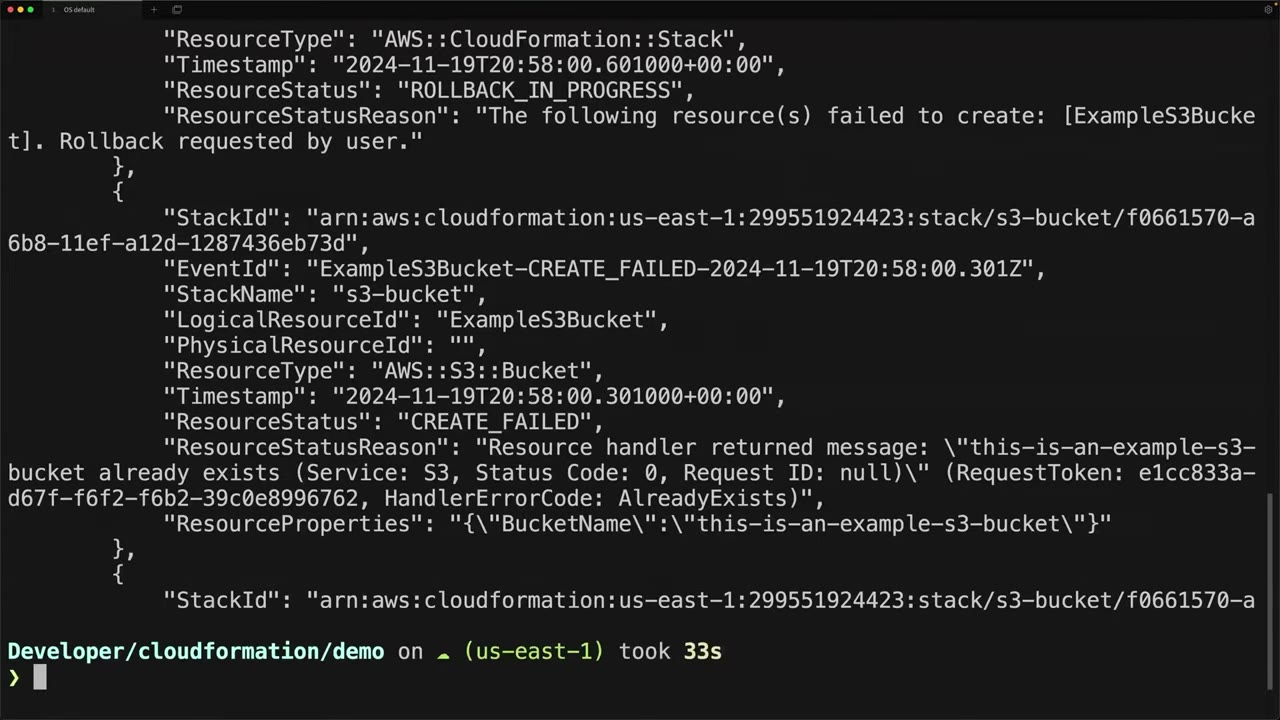 OS default
"ResourceType": "AWS::CloudFormation::Stack",
"Timestamp": "2024-11-19T20:58:00.601000+00:00",
"ResourceStatus": "ROLLBACK_IN_PROGRESS",
"ResourceStatusReason": "The following resource(s) failed to create: [ExampleS3Bucke
t]. Rollback requested by user."
},
{
"StackId": "arn:aws:cloudformation:us-east-1:299551924423:stack/s3-bucket/f0661570-a
6b8-11ef-a12d-1287436eb73d",
"EventId": "ExampleS3Bucket-CREATE_FAILED-2024-11-19T20:58:00.301Z",
"StackName": "s3-bucket",
"LogicalResourceId": "ExampleS3Bucket",
"PhysicalResourceId": "",
"ResourceType": "AWS::S3::Bucket",
"Timestamp": "2024-11-19T20:58:00.301000+00:00",
"ResourceStatus": "CREATE_FAILED",
"ResourceStatusReason": "Resource handler returned message: \"this-is-an-example-s3-
bucket already exists (Service: S3, Status Code: 0, Request ID: null)\" (RequestToken: e1cc833a-
d67f-f6f2-f6b2-39c0e8996762, HandlerErrorCode: AlreadyExists)",
"ResourceProperties": "{\"BucketName\":\"this-is-an-example-s3-bucket\"}"
},
{
"StackId": "arn:aws:cloudformation:us-east-1:299551924423:stack/s3-bucket/f0661570-a
Developer/cloudformation/demo on ☁ (us-east-1) took 33s
❯